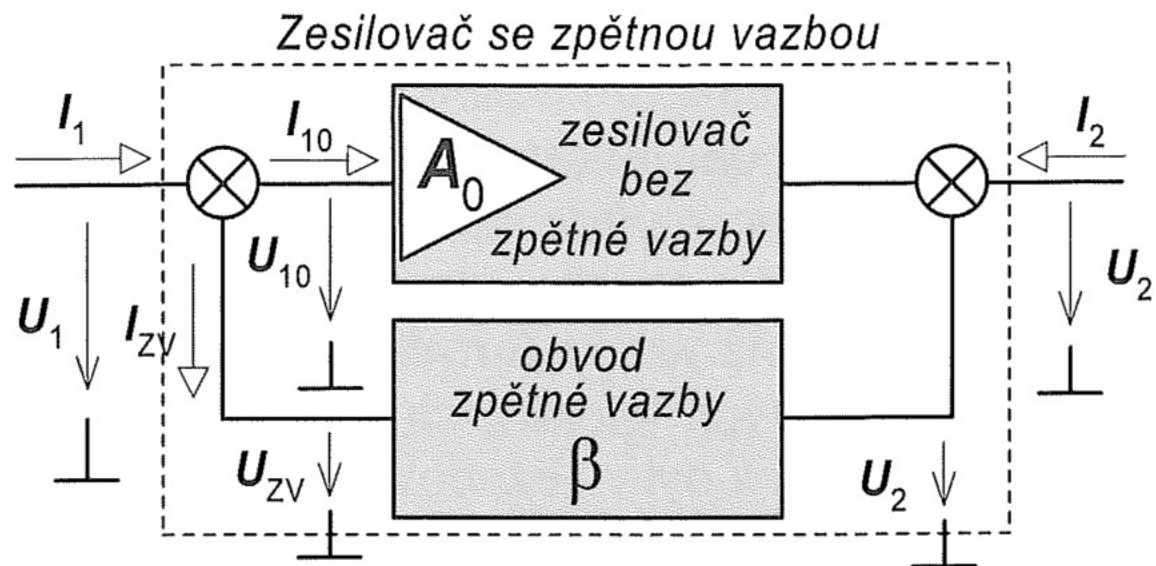 Zesilovač se zpětnou vazbou
I1
I10
A0
zesilovač
bez
zpětné vazby
I2
U1
IZV
U10
U2
obvod
zpětné vazby
β
UZV
U2